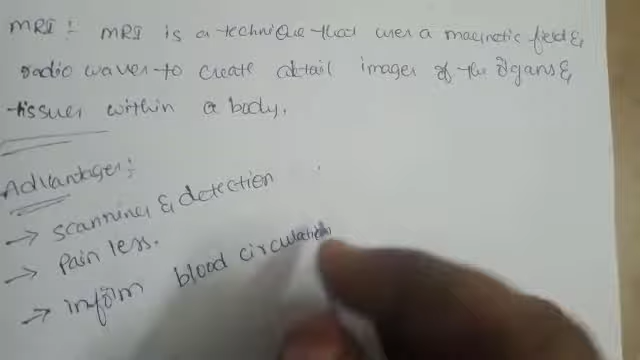 MRI :- MRI is a technique that uses a magnetic field &
radio waves to create detail images of the organs &
tissues within a body.
Advantages :-
→ Scanning & detection
→ Pain less.
→ inform blood circulation